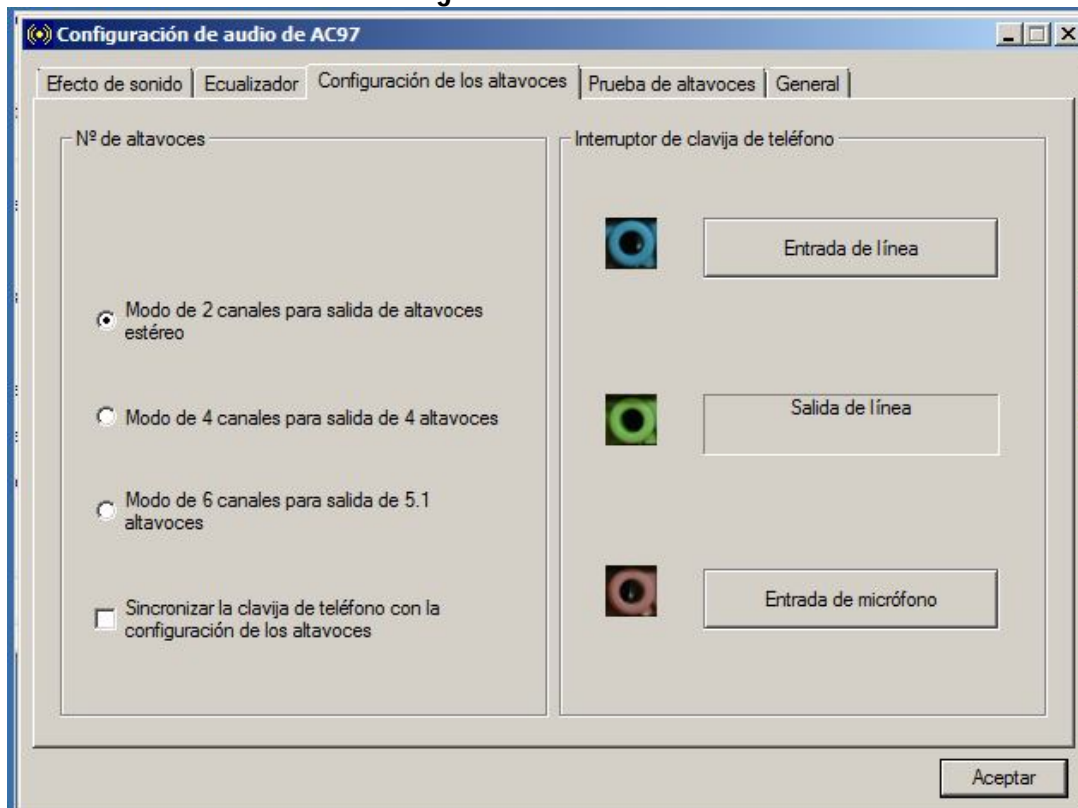 Configuración de audio de AC97
Efecto de sonido
Ecualizador
Configuración de los altavoces
Prueba de altavoces
General
Nº de altavoces
Modo de 2 canales para salida de altavoces
estéreo
Modo de 4 canales para salida de 4 altavoces
Modo de 6 canales para salida de 5.1
altavoces
Sincronizar la clavija de teléfono con la
configuración de los altavoces
Interruptor de clavija de teléfono
Entrada de línea
Salida de línea
Entrada de micrófono
Aceptar